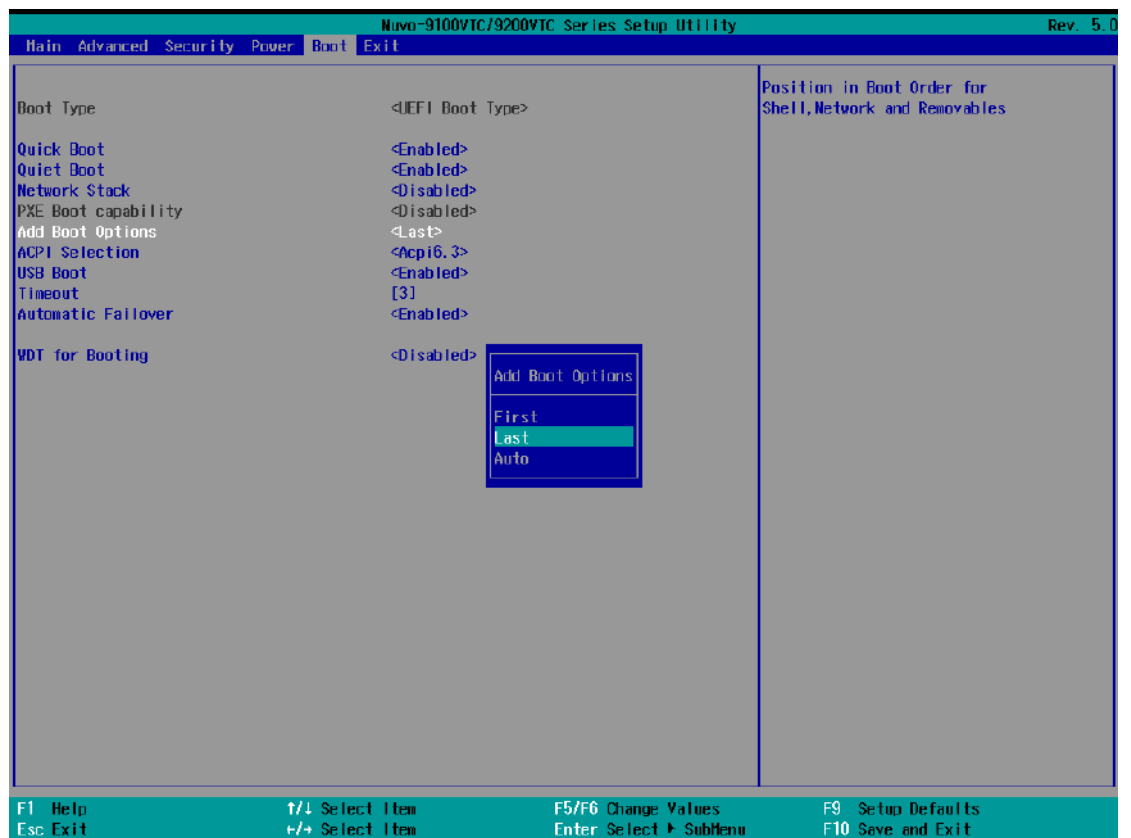 Nuvo-9100VTC/9200VTC Series Setup Utility Rev. 5.0
Main Advanced Security Power Boot Exit
Position in Boot Order for
Boot Type <UEFI Boot Type> Shell,Network and Removables
Quick Boot <Enabled>
Quiet Boot <Enabled>
Network Stack <Disabled>
PXE Boot capability <Disabled>
Add Boot Options <Last>
ACPI Selection <Acpi6.3>
USB Boot <Enabled>
Timeout [3]
Automatic Failover <Enabled>
WDT for Booting <Disabled>
Add Boot Options
First
Last
Auto
F1 Help ↑/↓ Select Item F5/F6 Change Values F9 Setup Defaults
Esc Exit ←/→ Select Item Enter Select ▶ SubMenu F10 Save and Exit